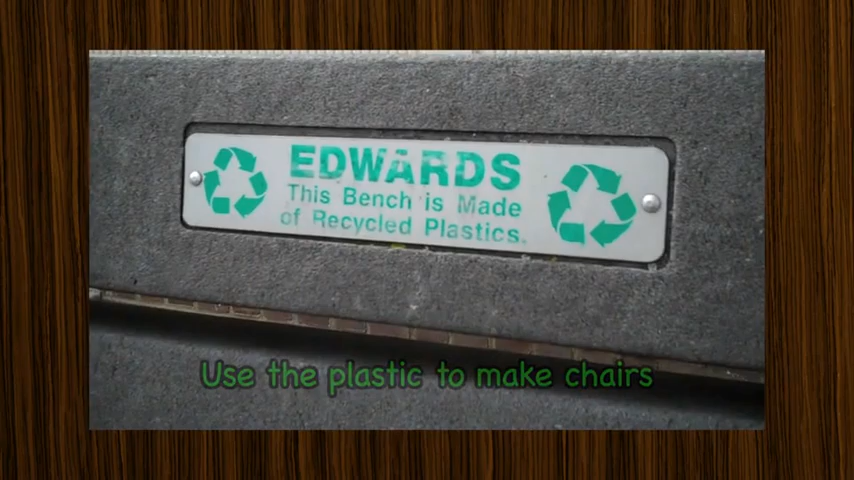 EDWARDS
This Bench is Made
of Recycled Plastics.
Use the plastic to make chairs